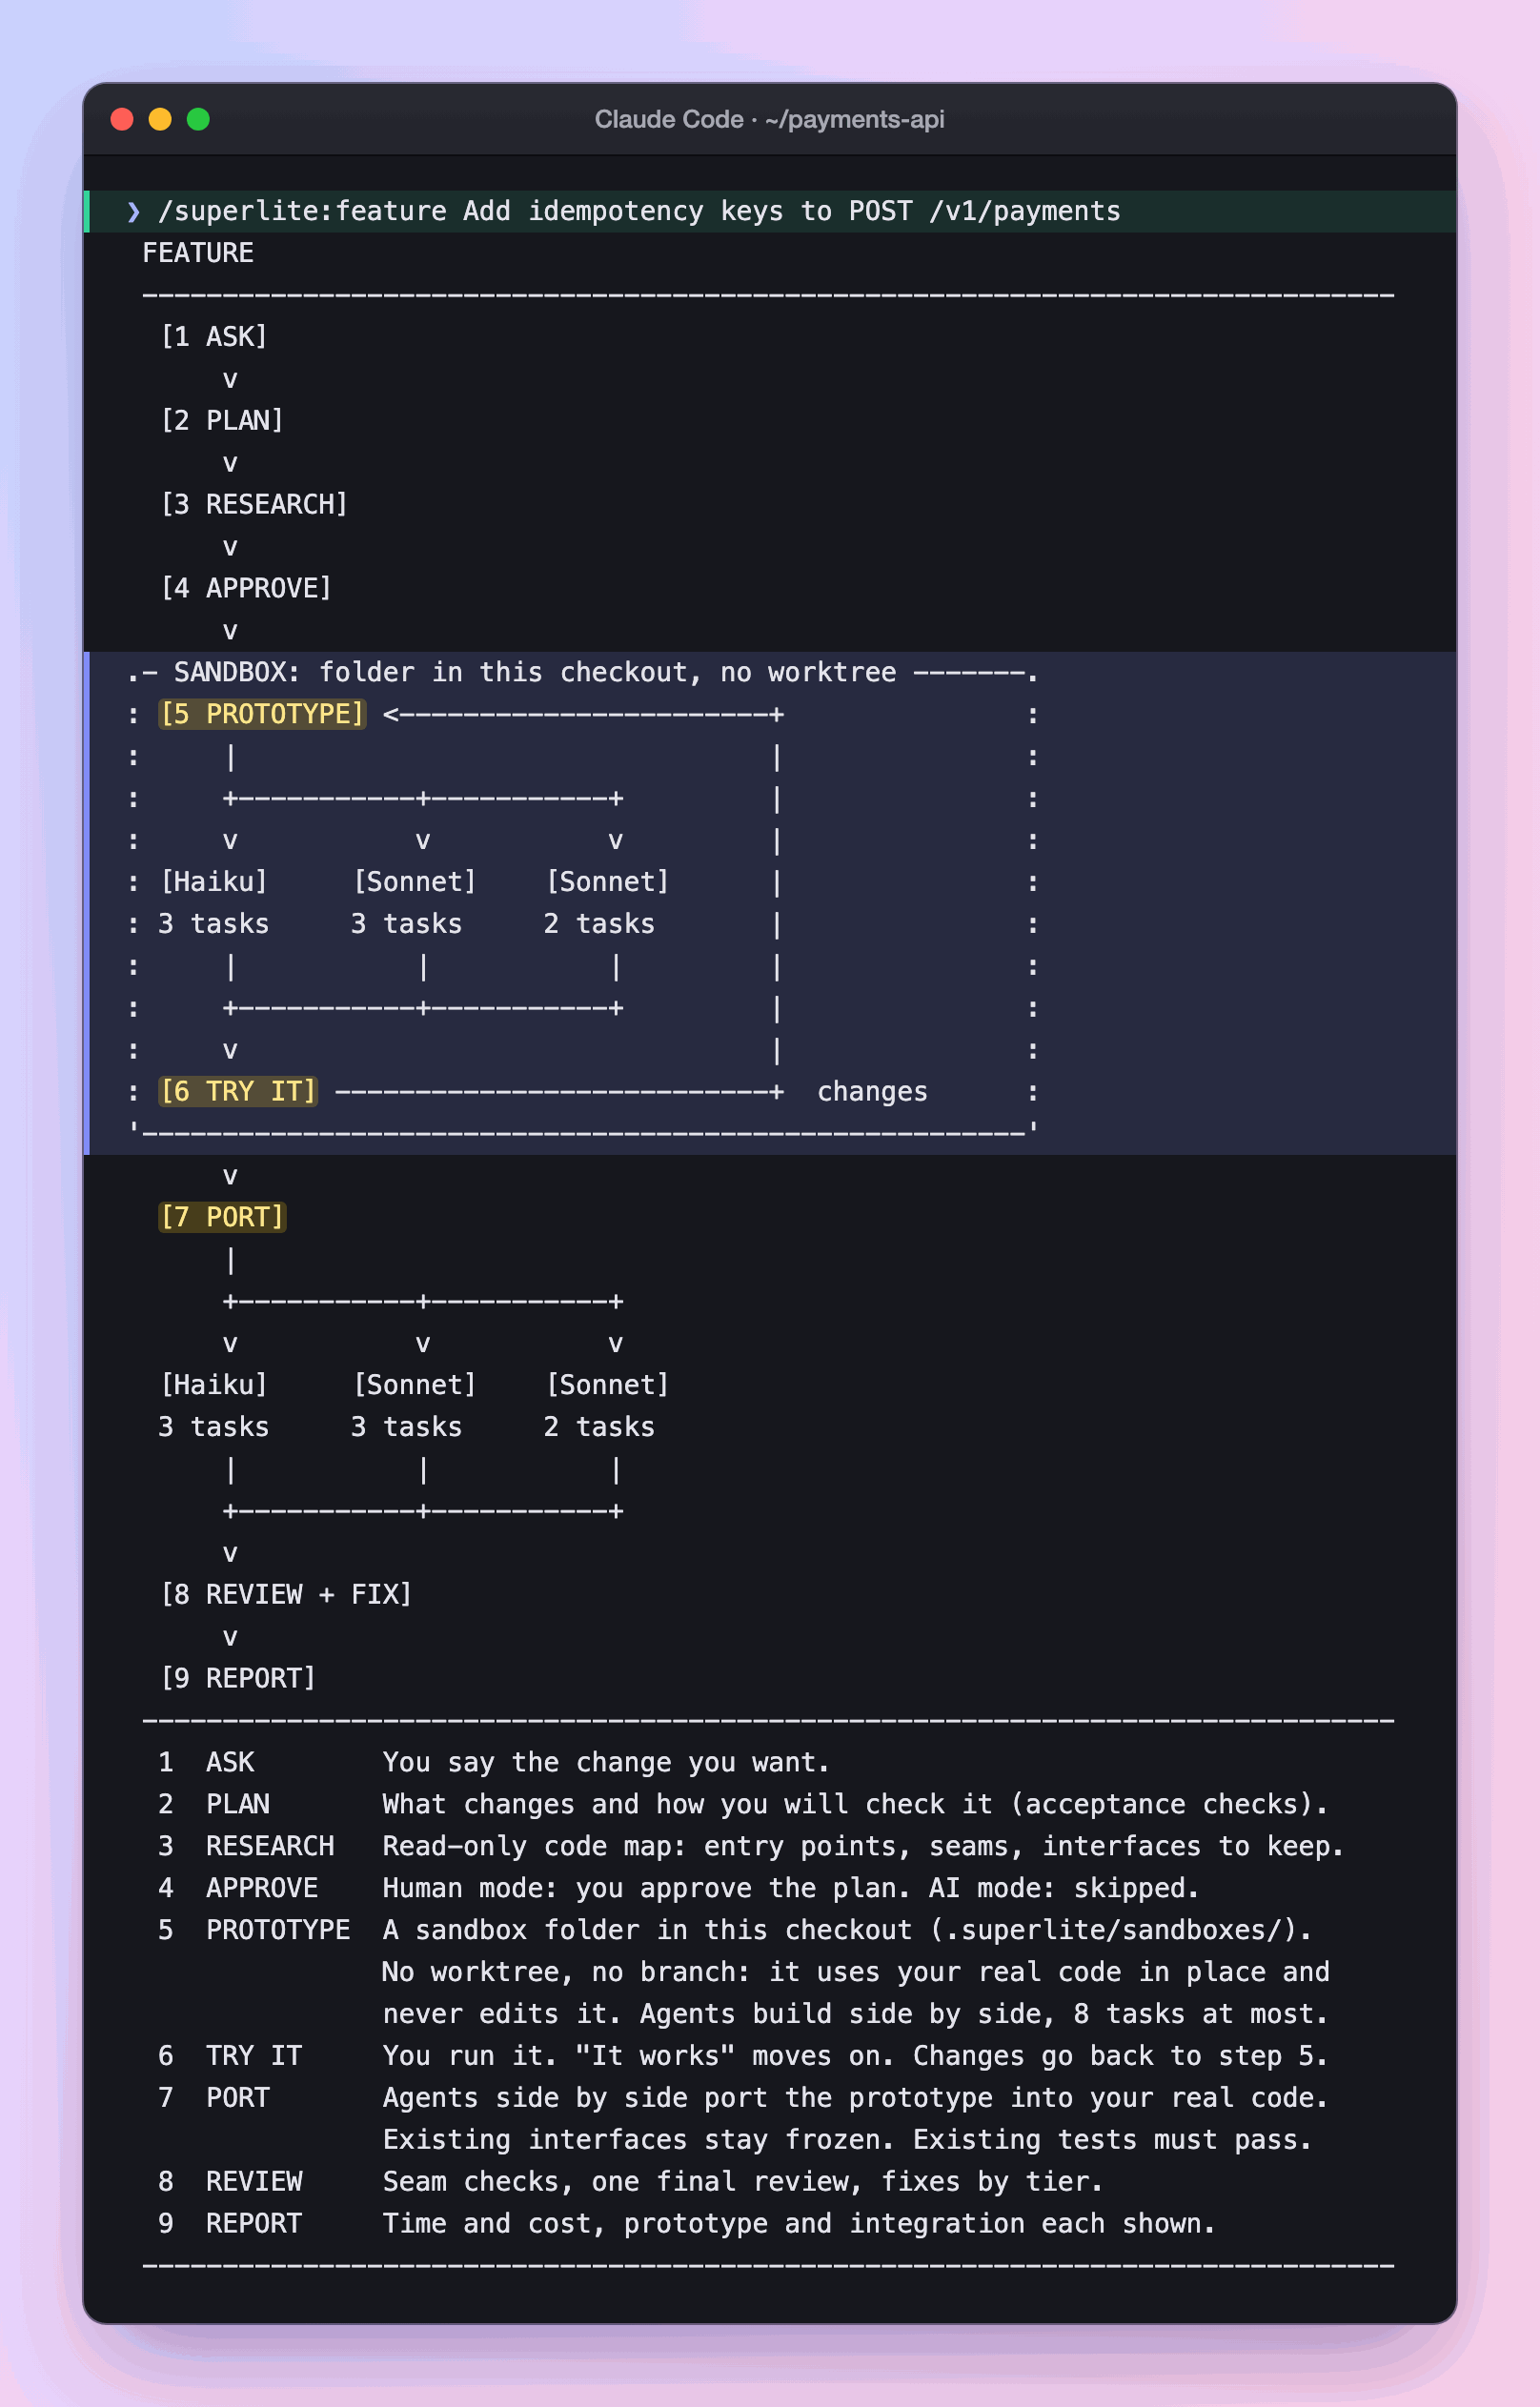 Claude Code · ~/payments-api
❯ /superlite:feature Add idempotency keys to POST /v1/payments
FEATURE
------------------------------------------------------------------------------
[1 ASK]
v
[2 PLAN]
v
[3 RESEARCH]
v
[4 APPROVE]
v
.- SANDBOX: folder in this checkout, no worktree -------.
: [5 PROTOTYPE] <-----------------------+ :
: | | :
: +-----------+-----------+ | :
: v v v | :
: [Haiku] [Sonnet] [Sonnet] | :
: 3 tasks 3 tasks 2 tasks | :
: | | | | :
: +-----------+-----------+ | :
: v | :
: [6 TRY IT] ---------------------------+ changes :
'-------------------------------------------------------'
v
[7 PORT]
|
+-----------+-----------+
v v v
[Haiku] [Sonnet] [Sonnet]
3 tasks 3 tasks 2 tasks
| | |
+-----------+-----------+
v
[8 REVIEW + FIX]
v
[9 REPORT]
------------------------------------------------------------------------------
1 ASK You say the change you want.
2 PLAN What changes and how you will check it (acceptance checks).
3 RESEARCH Read-only code map: entry points, seams, interfaces to keep.
4 APPROVE Human mode: you approve the plan. AI mode: skipped.
5 PROTOTYPE A sandbox folder in this checkout (.superlite/sandboxes/).
No worktree, no branch: it uses your real code in place and
never edits it. Agents build side by side, 8 tasks at most.
6 TRY IT You run it. "It works" moves on. Changes go back to step 5.
7 PORT Agents side by side port the prototype into your real code.
Existing interfaces stay frozen. Existing tests must pass.
8 REVIEW Seam checks, one final review, fixes by tier.
9 REPORT Time and cost, prototype and integration each shown.
------------------------------------------------------------------------------